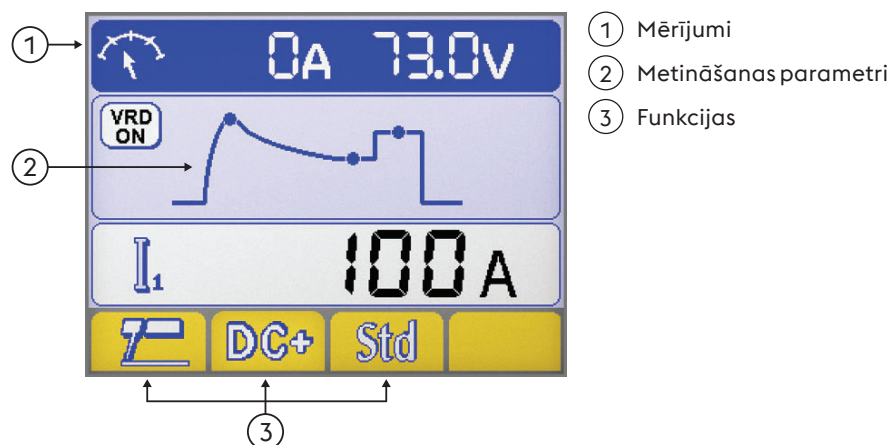 1
0A 73.0V
VRD
ON
2
I1
100A
DC+ Std
3
1 Mērījumi
2 Metināšanas parametri
3 Funkcijas